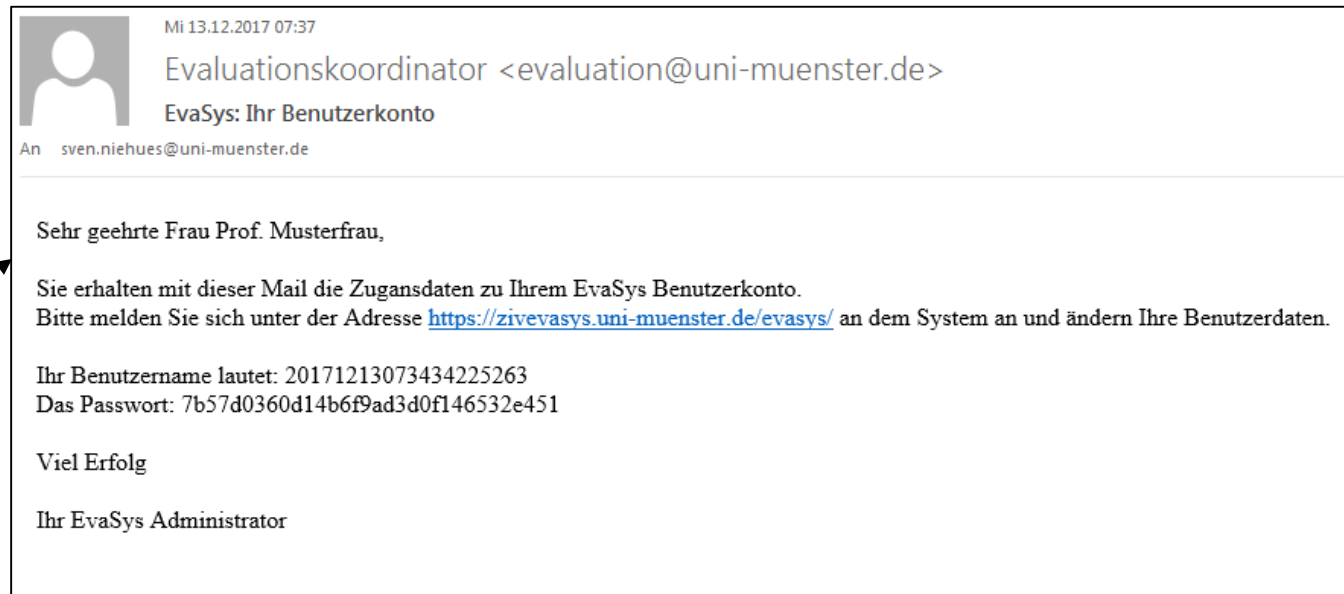 Mi 13.12.2017 07:37
Evaluationskoordinator <evaluation@uni-muenster.de>
EvaSys: Ihr Benutzerkonto
An sven.niehues@uni-muenster.de
Sehr geehrte Frau Prof. Musterfrau,
Sie erhalten mit dieser Mail die Zugansdaten zu Ihrem EvaSys Benutzerkonto.
Bitte melden Sie sich unter der Adresse https://zivevasys.uni-muenster.de/evasys/ an dem System an und ändern Ihre Benutzerdaten.
Ihr Benutzername lautet: 20171213073434225263
Das Passwort: 7b57d0360d14b6f9ad3d0f146532e451
Viel Erfolg
Ihr EvaSys Administrator